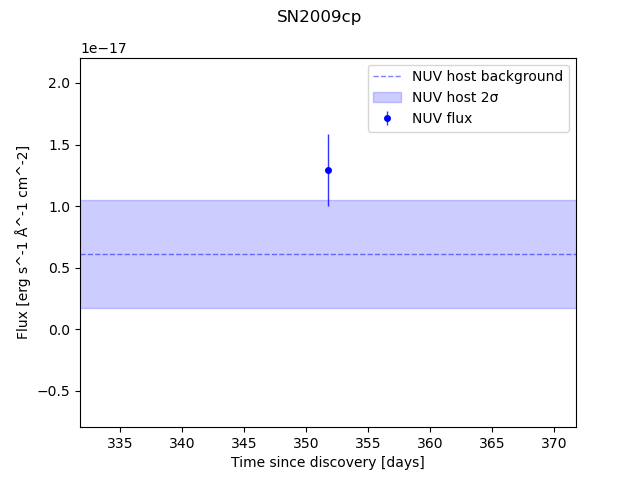 SN2009cp
1e−17
NUV host background
NUV host 2σ
NUV flux
2.0
1.5
1.0
0.5
0.0
−0.5
Flux [erg s^-1 Å^-1 cm^-2]
335 340 345 350 355 360 365 370
Time since discovery [days]